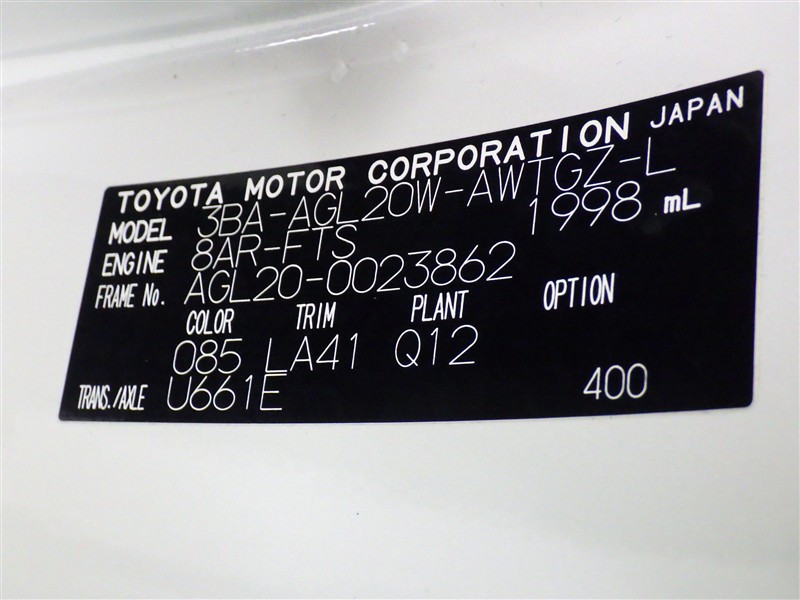 TOYOTA MOTOR CORPORATION JAPAN
MODEL 3BA-AGL20W-AWTGZ-L
ENGINE 8AR-FTS 1998 mL
FRAME No. AGL20-0023862
COLOR TRIM PLANT OPTION
085 LA41 Q12
TRANS./AXLE U661E 400